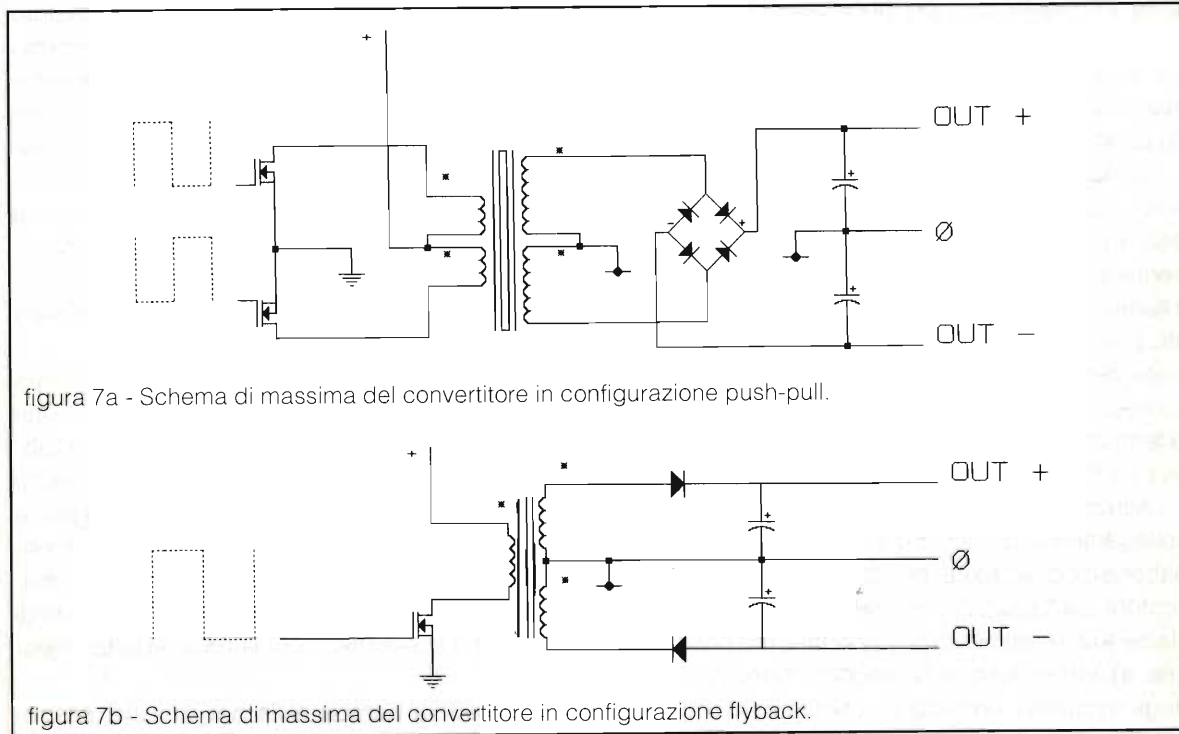 +
*
*
*
*
-
+
+
+
OUT +
Ø
OUT -
figura 7a - Schema di massima del convertitore in configurazione push-pull.
+
*
*
*
+
+
OUT +
Ø
OUT -
figura 7b - Schema di massima del convertitore in configurazione flyback.